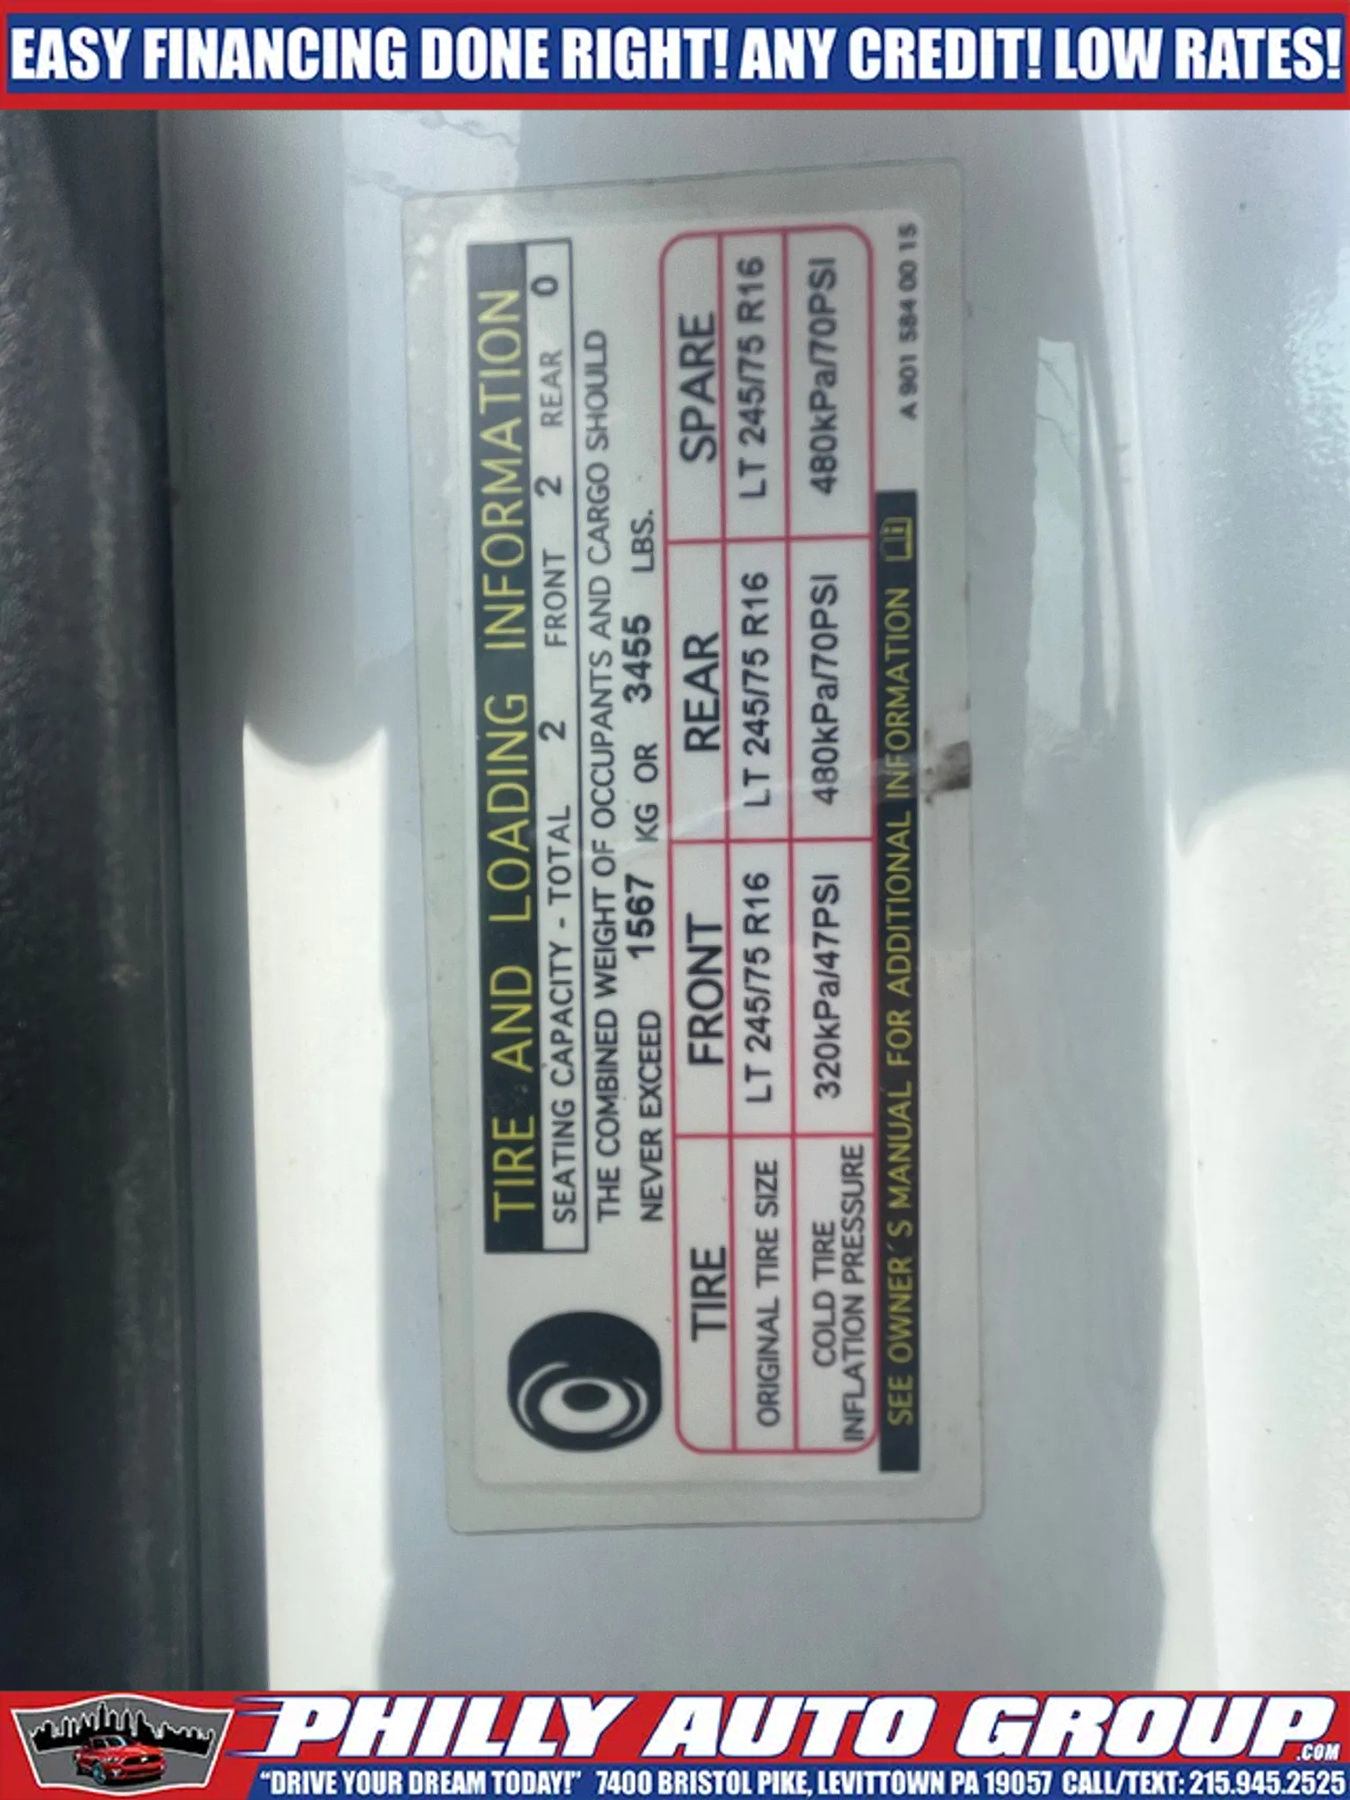 EASY FINANCING DONE RIGHT! ANY CREDIT! LOW RATES!
TIRE AND LOADING INFORMATION
SEATING CAPACITY - TOTAL 2 FRONT 2 REAR 0
THE COMBINED WEIGHT OF OCCUPANTS AND CARGO SHOULD
NEVER EXCEED 1567 KG OR 3455 LBS.
TIRE FRONT REAR SPARE
ORIGINAL TIRE SIZE LT 245/75 R16 LT 245/75 R16 LT 245/75 R16
COLD TIRE
INFLATION PRESSURE 320kPa/47PSI 480kPa/70PSI 480kPa/70PSI
SEE OWNER´S MANUAL FOR ADDITIONAL INFORMATION
A 901 584 00 15
PHILLY AUTO GROUP.COM
"DRIVE YOUR DREAM TODAY!" 7400 BRISTOL PIKE, LEVITTOWN PA 19057 CALL/TEXT: 215.945.2525